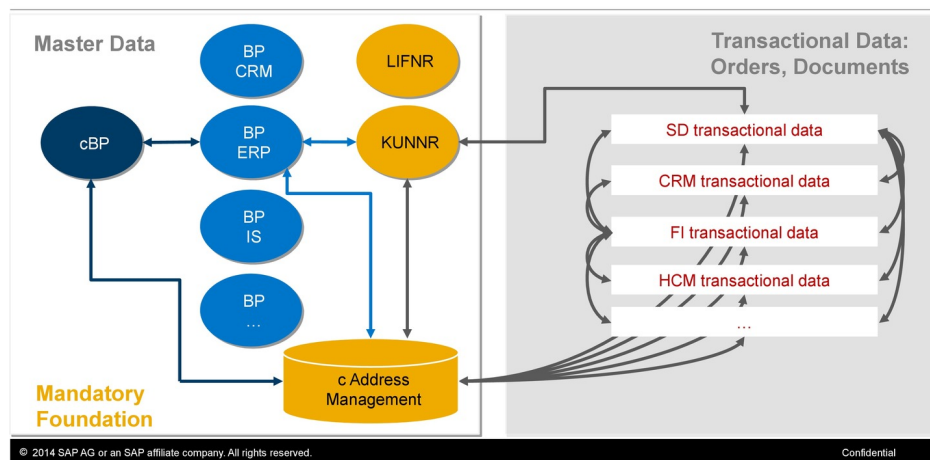 Master Data
BP
CRM
LIFNR
cBP
BP
ERP
KUNNR
BP
IS
BP
...
c Address
Management
Mandatory
Foundation
Transactional Data:
Orders, Documents
SD transactional data
CRM transactional data
FI transactional data
HCM transactional data
...
© 2014 SAP AG or an SAP affiliate company. All rights reserved.
Confidential